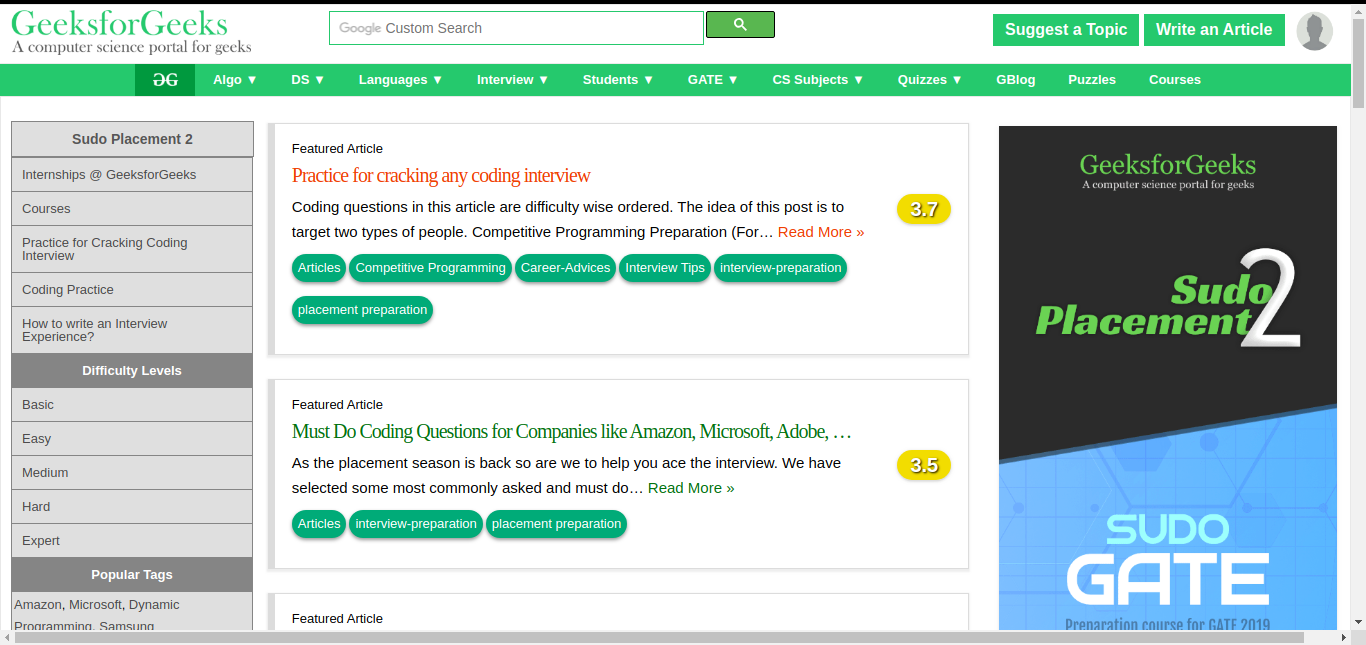 GeeksforGeeks
A computer science portal for geeks
Google Custom Search
Suggest a Topic
Write an Article
Algo ▼
DS ▼
Languages ▼
Interview ▼
Students ▼
GATE ▼
CS Subjects ▼
Quizzes ▼
GBlog
Puzzles
Courses
Sudo Placement 2
Internships @ GeeksforGeeks
Courses
Practice for Cracking Coding
Interview
Coding Practice
How to write an Interview
Experience?
Difficulty Levels
Basic
Easy
Medium
Hard
Expert
Popular Tags
Amazon, Microsoft, Dynamic
Programming, Samsung
Featured Article
Practice for cracking any coding interview
Coding questions in this article are difficulty wise ordered. The idea of this post is to
target two types of people. Competitive Programming Preparation (For… Read More »
3.7
Articles
Competitive Programming
Career-Advices
Interview Tips
interview-preparation
placement preparation
Featured Article
Must Do Coding Questions for Companies like Amazon, Microsoft, Adobe, …
As the placement season is back so are we to help you ace the interview. We have
selected some most commonly asked and must do… Read More »
3.5
Articles
interview-preparation
placement preparation
Featured Article
GeeksforGeeks
A computer science portal for geeks
Sudo
Placement 2
SUDO
GATE
Preparation course for GATE 2019